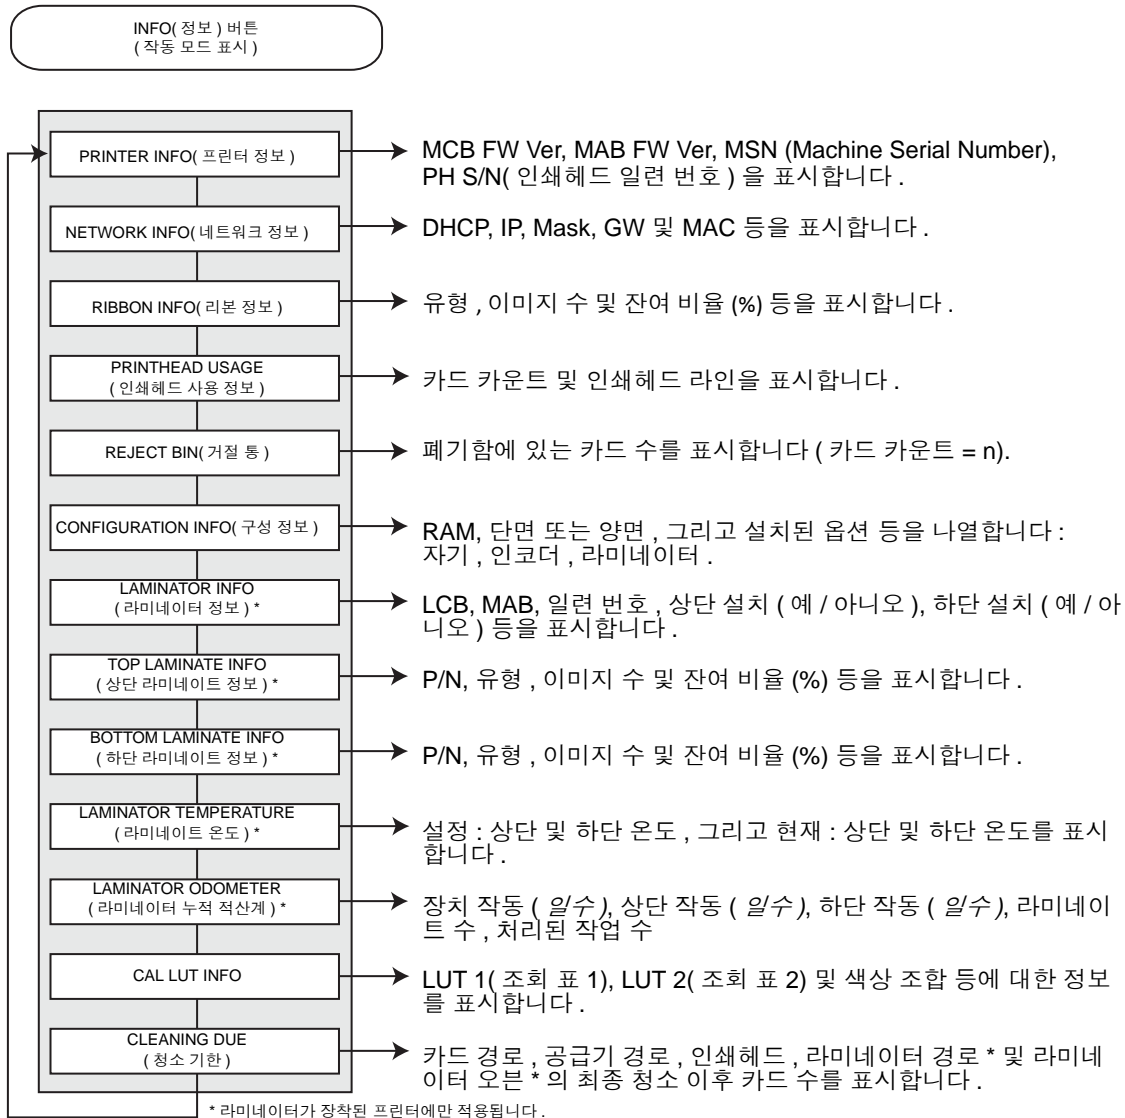 INFO( 정보 ) 버튼
( 작동 모드 표시 )
PRINTER INFO( 프린터 정보 )
MCB FW Ver, MAB FW Ver, MSN (Machine Serial Number),
PH S/N( 인쇄헤드 일련 번호 ) 을 표시합니다 .
NETWORK INFO( 네트워크 정보 )
DHCP, IP, Mask, GW 및 MAC 등을 표시합니다 .
RIBBON INFO( 리본 정보 )
유형 , 이미지 수 및 잔여 비율 (%) 등을 표시합니다 .
PRINTHEAD USAGE
( 인쇄헤드 사용 정보 )
카드 카운트 및 인쇄헤드 라인을 표시합니다 .
REJECT BIN( 거절 통 )
폐기함에 있는 카드 수를 표시합니다 ( 카드 카운트 = n).
CONFIGURATION INFO( 구성 정보 )
RAM, 단면 또는 양면 , 그리고 설치된 옵션 등을 나열합니다 :
자기 , 인코더 , 라미네이터 .
LAMINATOR INFO
( 라미네이터 정보 ) *
LCB, MAB, 일련 번호 , 상단 설치 ( 예 / 아니오 ), 하단 설치 ( 예 / 아
니오 ) 등을 표시합니다 .
TOP LAMINATE INFO
( 상단 라미네이트 정보 ) *
P/N, 유형 , 이미지 수 및 잔여 비율 (%) 등을 표시합니다 .
BOTTOM LAMINATE INFO
( 하단 라미네이트 정보 ) *
P/N, 유형 , 이미지 수 및 잔여 비율 (%) 등을 표시합니다 .
LAMINATOR TEMPERATURE
( 라미네이트 온도 ) *
설정 : 상단 및 하단 온도 , 그리고 현재 : 상단 및 하단 온도를 표시
합니다 .
LAMINATOR ODOMETER
( 라미네이터 누적 적산계 ) *
장치 작동 ( 일/수 ), 상단 작동 ( 일/수 ), 하단 작동 ( 일/수 ), 라미네이
트 수 , 처리된 작업 수
CAL LUT INFO
LUT 1( 조회 표 1), LUT 2( 조회 표 2) 및 색상 조합 등에 대한 정보
를 표시합니다 .
CLEANING DUE
( 청소 기한 )
카드 경로 , 공급기 경로 , 인쇄헤드 , 라미네이터 경로 * 및 라미네
이터 오븐 * 의 최종 청소 이후 카드 수를 표시합니다 .
* 라미네이터가 장착된 프린터에만 적용됩니다 .